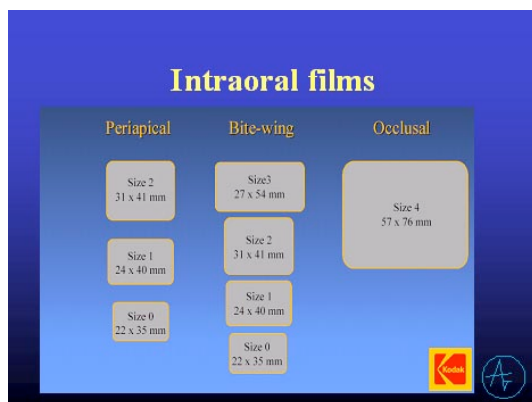 Intraoral films
Periapical
Size 2
31 x 41 mm
Size 1
24 x 40 mm
Size 0
22 x 35 mm
Bite-wing
Size3
27 x 54 mm
Size 2
31 x 41 mm
Size 1
24 x 40 mm
Size 0
22 x 35 mm
Occlusal
Size 4
57 x 76 mm
Kodak